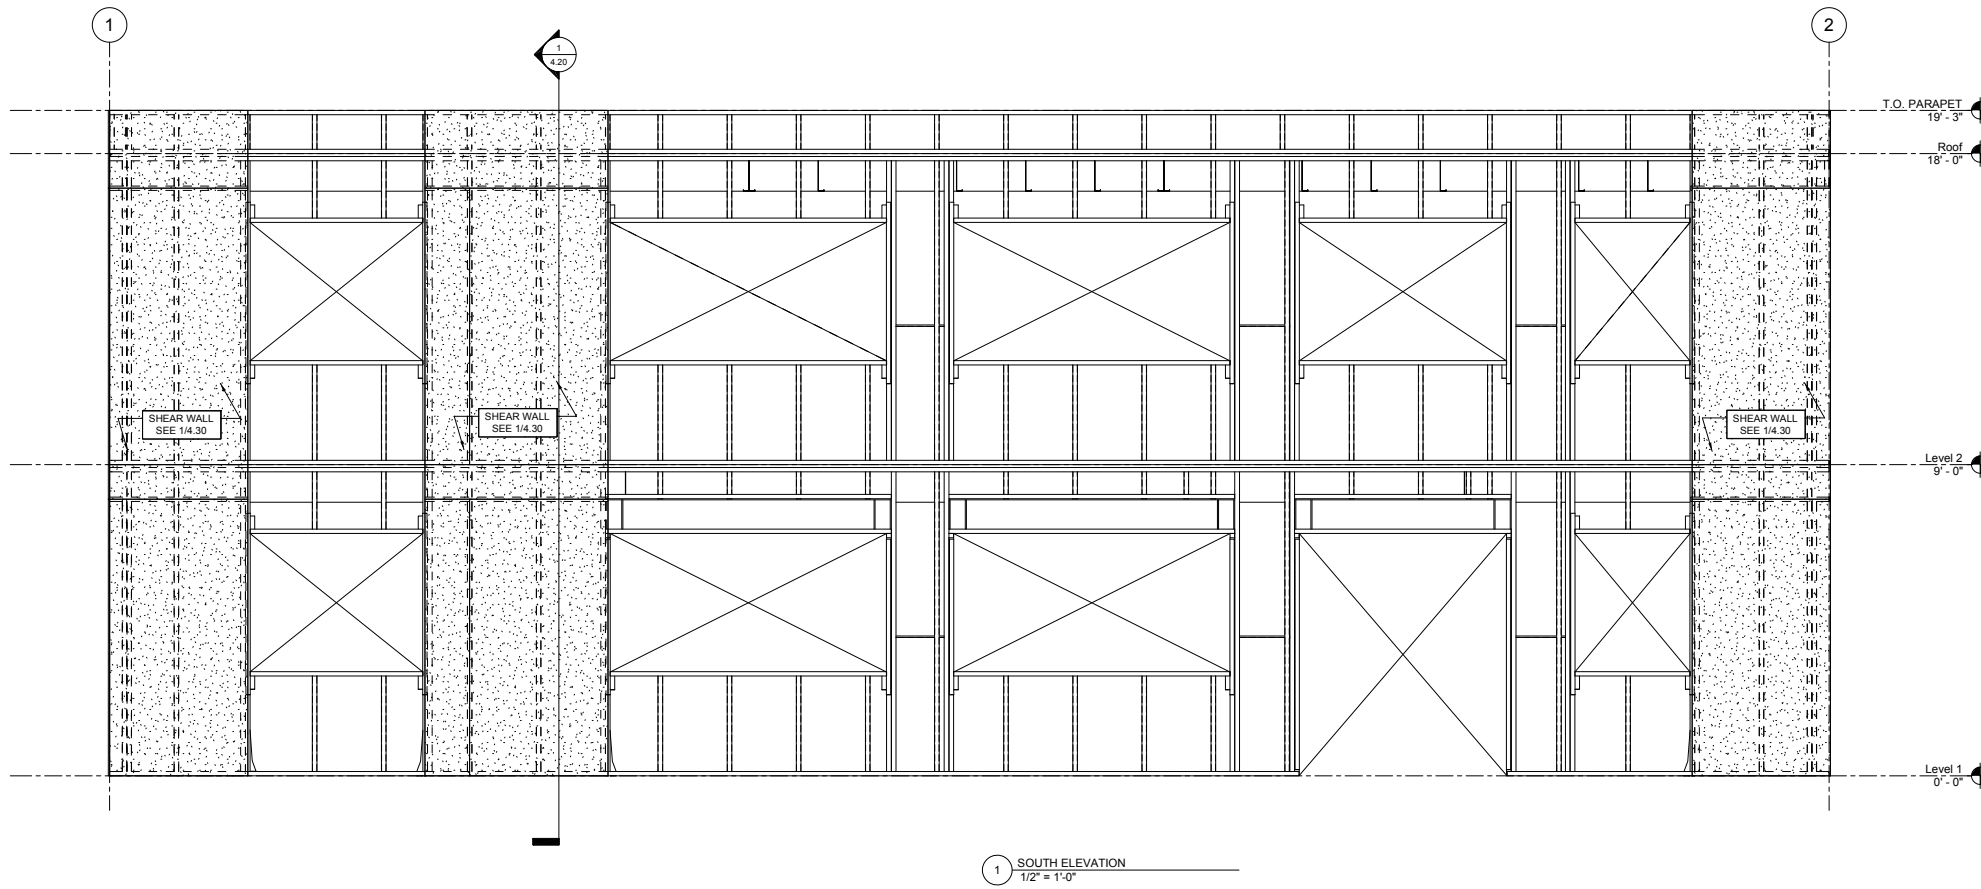 1
2
1
4.20
T.O. PARAPET
19' - 3"
Roof
18' - 0"
SHEAR WALL
SEE 1/4.30
SHEAR WALL
SEE 1/4.30
SHEAR WALL
SEE 1/4.30
Level 2
9' - 0"
Level 1
0' - 0"
1
SOUTH ELEVATION
1/2" = 1'-0"